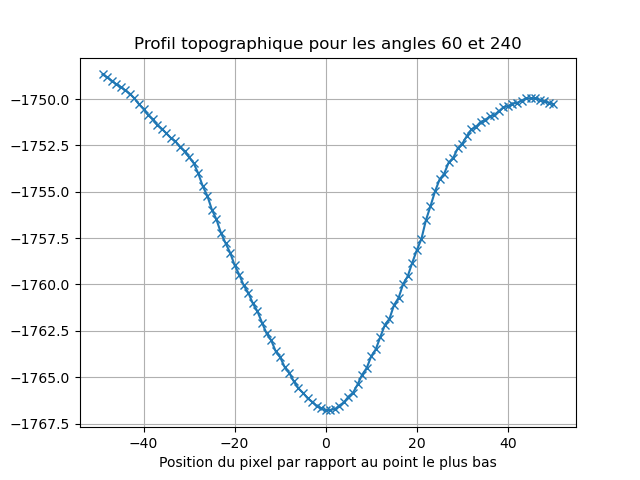 Profil topographique pour les angles 60 et 240
−1750.0
−1752.5
−1755.0
−1757.5
−1760.0
−1762.5
−1765.0
−1767.5
−40 −20 0 20 40
Position du pixel par rapport au point le plus bas